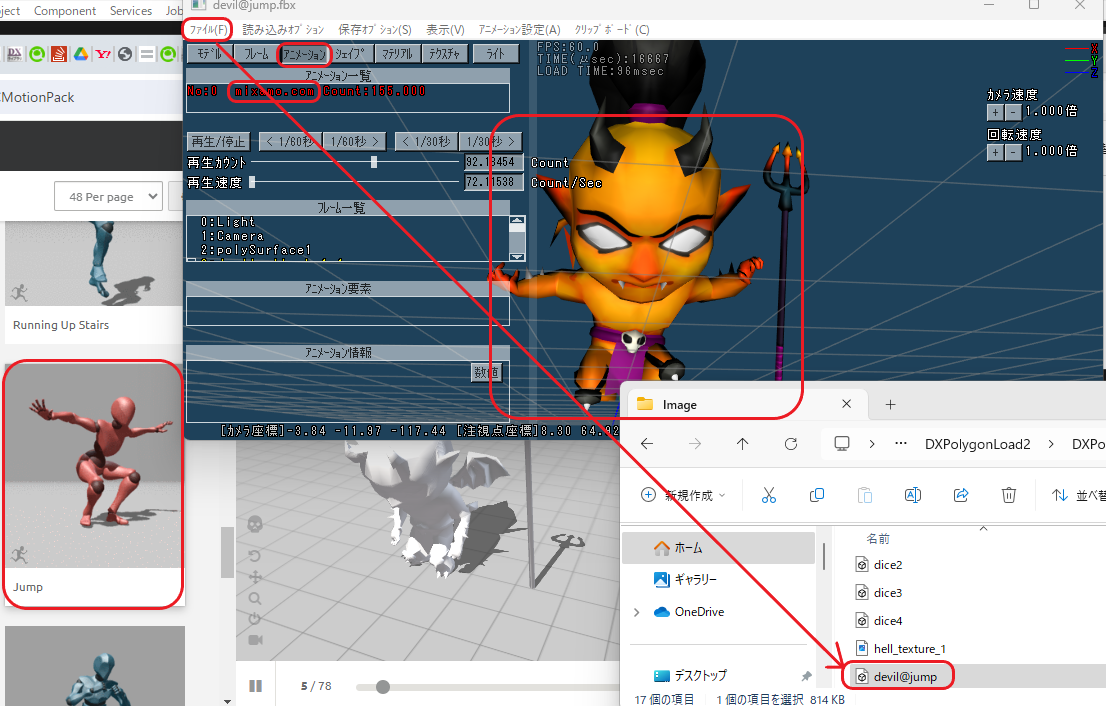 ject Component Services Job
devil@jump.fbx
ファイル(F) 読み込みオプション 保存オプション(S) 表示(V) アニメーション設定(A) クリップボード(C)
モデル フレーム アニメーション シェイプ マテリアル テクスチャ ライト
FPS:60.0
TIME(μsec):16667
LOAD TIME:96msec
X
Y
Z
アニメーション一覧
No:0 mixamo.com Count:155.000
カメラ速度
+ - 1.000倍
回転速度
+ - 1.000倍
再生/停止 < 1/60秒 1/60秒 > < 1/30秒 1/30秒 >
再生カウント 92.13454 Count
再生速度 72.11538 Count/Sec
フレーム一覧
0:Light
1:Camera
2:polySurface1
アニメーション要素
アニメーション情報
数値
[カメラ座標]-3.84 -11.97 -117.44 [注視点座標]8.30 64.92
MotionPack
48 Per page
Running Up Stairs
Jump
5 / 78
Image
DXPolygonLoad2 > DXPo
新規作成
並べ替
ホーム
ギャラリー
OneDrive
デスクトップ
名前
dice2
dice3
dice4
hell_texture_1
devil@jump
17 個の項目 1 個の項目を選択 814 KB